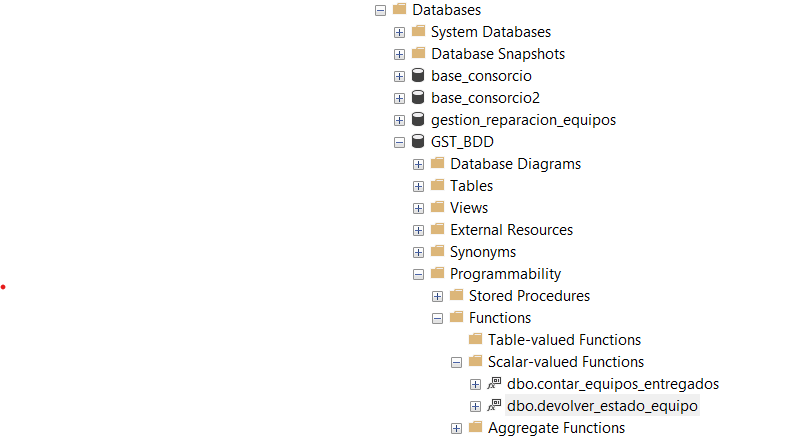 Databases
System Databases
Database Snapshots
base_consorcio
base_consorcio2
gestion_reparacion_equipos
GST_BDD
Database Diagrams
Tables
Views
External Resources
Synonyms
Programmability
Stored Procedures
Functions
Table-valued Functions
Scalar-valued Functions
dbo.contar_equipos_entregados
dbo.devolver_estado_equipo
Aggregate Functions